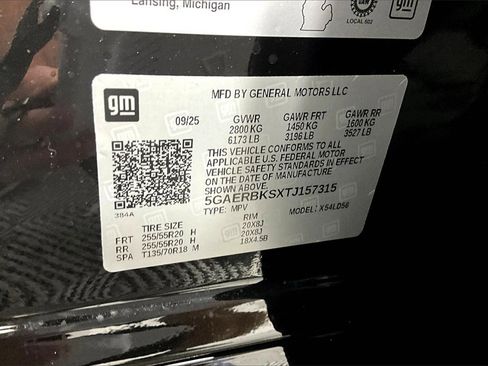 Lansing, Michigan
LOCAL 602
gm
gm
MFD BY GENERAL MOTORS LLC
09/25 GVWR GAWR FRT GAWR RR
2800 KG 1450 KG 1600 KG
6173 LB 3196 LB 3527 LB
THIS VEHICLE CONFORMS TO ALL
APPLICABLE U.S. FEDERAL MOTOR
VEHICLE SAFETY STANDARDS IN EFFECT ON
THE DATE OF MANUFACTURE SHOWN ABOVE.
5GAERBKSXTJ157315
TYPE: MPV MODEL: X54LD56
384A
TIRE SIZE RIM
FRT 255/55R20 H 20X8J
RR 255/55R20 H 20X8J
SPA T135/70R18 M 18X4.5B